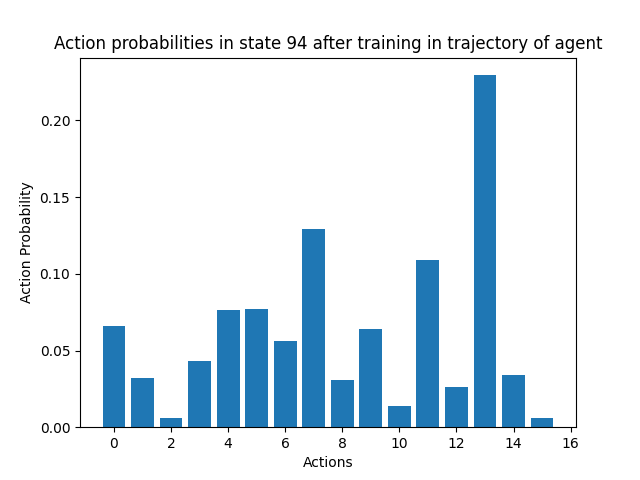 Action probabilities in state 94 after training in trajectory of agent
0.20
0.15
0.10
0.05
0.00
Action Probability
0 2 4 6 8 10 12 14 16
Actions